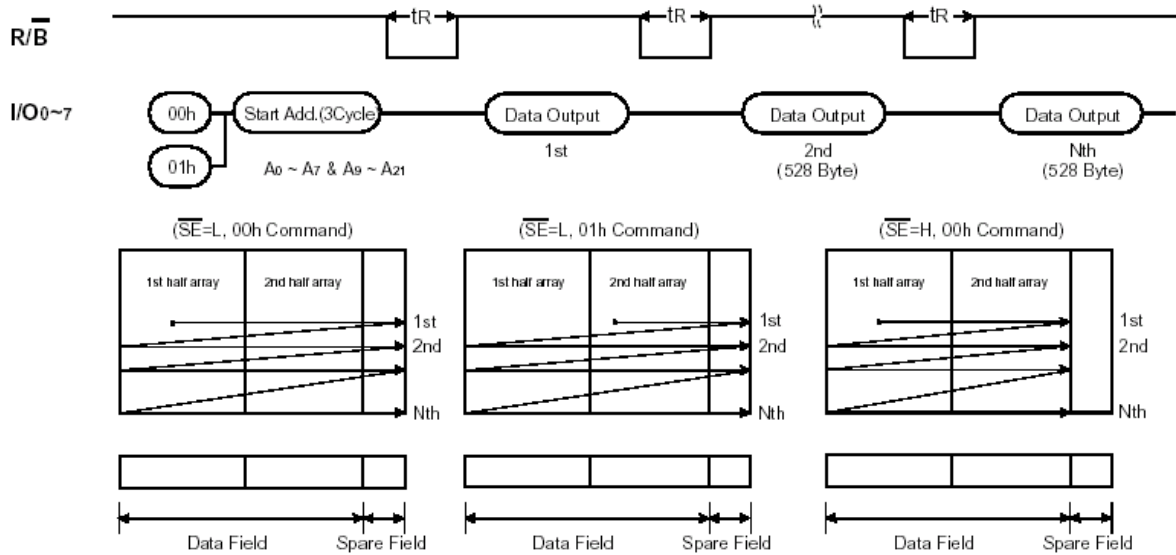 R/B
tR tR tR
I/O0~7
00h Start Add.(3Cycle) Data Output Data Output Data Output
01h
A0 ~ A7 & A9 ~ A21
1st 2nd Nth
(528 Byte) (528 Byte)
(SE=L, 00h Command) (SE=L, 01h Command) (SE=H, 00h Command)
1st half array 2nd half array 1st half array 2nd half array 1st half array 2nd half array
1st 1st 1st
2nd 2nd 2nd
Nth Nth Nth
Data Field Spare Field Data Field Spare Field Data Field Spare Field